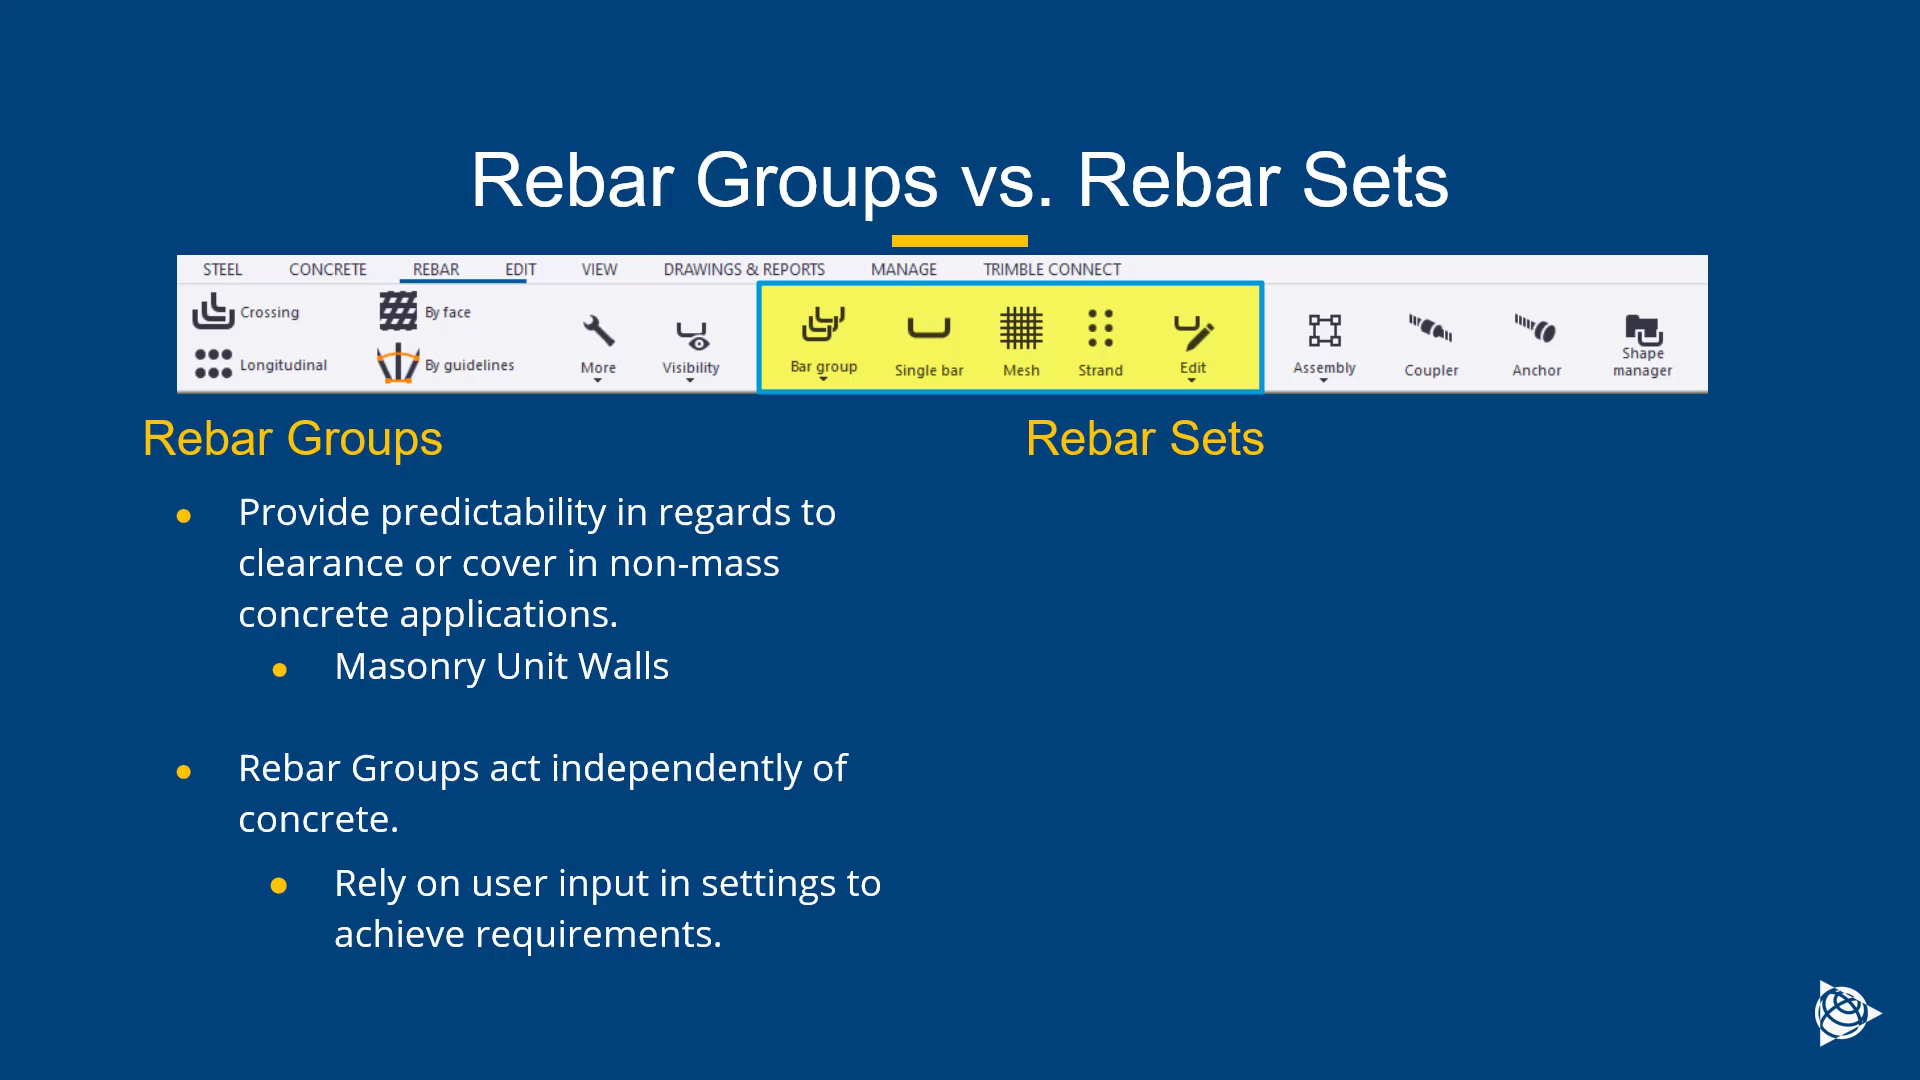 Rebar Groups vs. Rebar Sets
STEEL CONCRETE REBAR EDIT VIEW DRAWINGS & REPORTS MANAGE TRIMBLE CONNECT
Crossing
By face
Longitudinal
By guidelines
More
Visibility
Bar group
Single bar
Mesh
Strand
Edit
Assembly
Coupler
Anchor
Shape
manager
Rebar Groups
Provide predictability in regards to
clearance or cover in non-mass
concrete applications.
Masonry Unit Walls
Rebar Groups act independently of
concrete.
Rely on user input in settings to
achieve requirements.
Rebar Sets